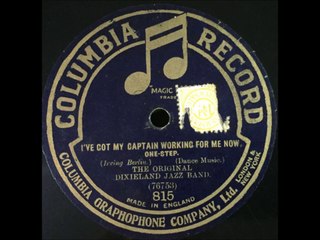 COLUMBIA RECORD
MAGIC
TRADE
I'VE GOT MY CAPTAIN WORKING FOR ME NOW.
ONE-STEP.
(Irving Berlin.) (Dance Music.)
THE ORIGINAL
DIXIELAND JAZZ BAND.
(76753)
815
MADE IN ENGLAND
COLUMBIA GRAPHOPHONE COMPANY, Ltd.
LONDON &
NEW YORK